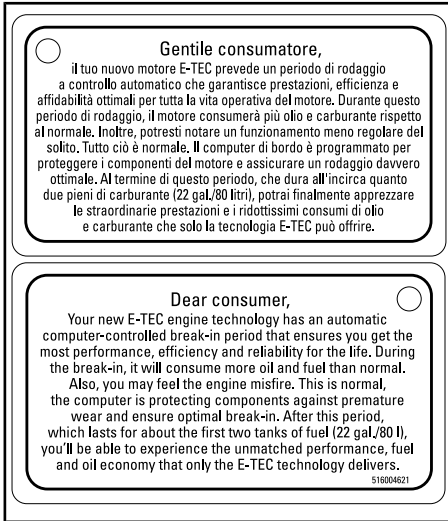 Gentile consumatore,
il tuo nuovo motore E-TEC prevede un periodo di rodaggio
a controllo automatico che garantisce prestazioni, efficienza e
affidabilità ottimali per tutta la vita operativa del motore. Durante questo
periodo di rodaggio, il motore consumerà più olio e carburante rispetto
al normale. Inoltre, potresti notare un funzionamento meno regolare del
solito. Tutto ciò è normale. Il computer di bordo è programmato per
proteggere i componenti del motore e assicurare un rodaggio davvero
ottimale. Al termine di questo periodo, che dura all'incirca quanto
due pieni di carburante (22 gal./80 litri), potrai finalmente apprezzare
le straordinarie prestazioni e i ridottissimi consumi di olio
e carburante che solo la tecnologia E-TEC può offrire.
Dear consumer,
Your new E-TEC engine technology has an automatic
computer-controlled break-in period that ensures you get the
most performance, efficiency and reliability for the life. During
the break-in, it will consume more oil and fuel than normal.
Also, you may feel the engine misfire. This is normal,
the computer is protecting components against premature
wear and ensure optimal break-in. After this period,
which lasts for about the first two tanks of fuel (22 gal./80 l),
you'll be able to experience the unmatched performance, fuel
and oil economy that only the E-TEC technology delivers.
516004621